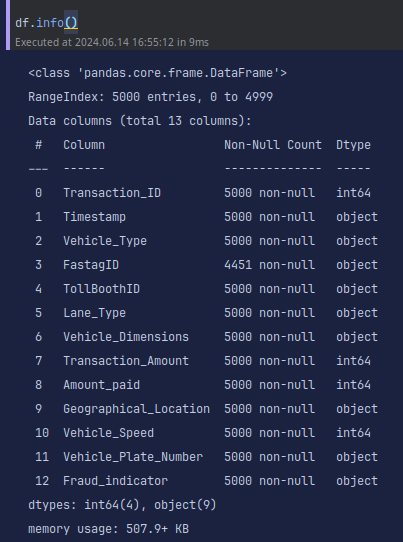 df.info()
Executed at 2024.06.14 16:55:12 in 9ms
<class 'pandas.core.frame.DataFrame'>
RangeIndex: 5000 entries, 0 to 4999
Data columns (total 13 columns):
 #   Column                 Non-Null Count  Dtype
---  ------                 --------------  -----
 0   Transaction_ID         5000 non-null   int64
 1   Timestamp              5000 non-null   object
 2   Vehicle_Type           5000 non-null   object
 3   FastagID               4451 non-null   object
 4   TollBoothID            5000 non-null   object
 5   Lane_Type              5000 non-null   object
 6   Vehicle_Dimensions     5000 non-null   object
 7   Transaction_Amount     5000 non-null   int64
 8   Amount_paid            5000 non-null   int64
 9   Geographical_Location  5000 non-null   object
 10  Vehicle_Speed          5000 non-null   int64
 11  Vehicle_Plate_Number   5000 non-null   object
 12  Fraud_indicator        5000 non-null   object
dtypes: int64(4), object(9)
memory usage: 507.9+ KB